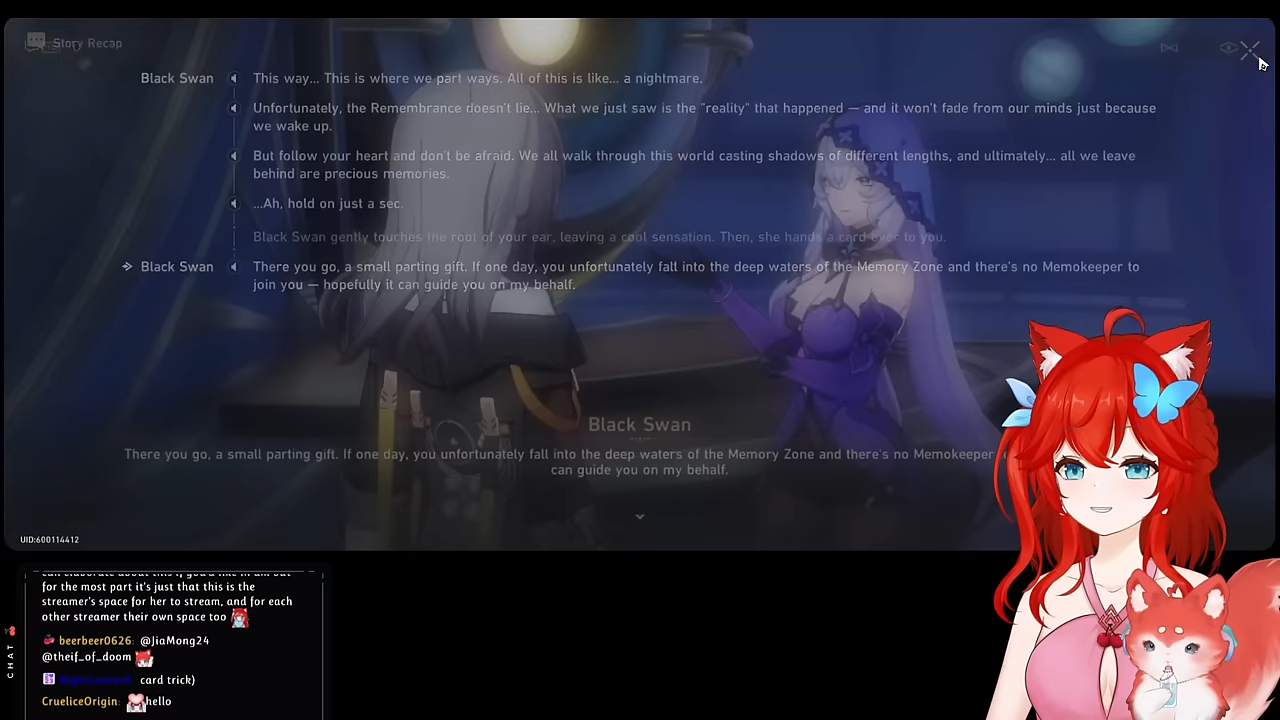 Story Recap
Black Swan This way... This is where we part ways. All of this is like... a nightmare.
Unfortunately, the Remembrance doesn't lie... What we just saw is the "reality" that happened — and it won't fade from our minds just because
we wake up.
But follow your heart and don't be afraid. We all walk through this world casting shadows of different lengths, and ultimately... all we leave
behind are precious memories.
...Ah, hold on just a sec.
Black Swan gently touches the root of your ear, leaving a cool sensation. Then, she hands a card over to you.
Black Swan There you go, a small parting gift. If one day, you unfortunately fall into the deep waters of the Memory Zone and there's no Memokeeper to
join you — hopefully it can guide you on my behalf.
Black Swan
There you go, a small parting gift. If one day, you unfortunately fall into the deep waters of the Memory Zone and there's no Memokeeper
can guide you on my behalf.
UID:600114412
CHAT
for the most part it's just that this is the
streamer's space for her to stream, and for each
other streamer their own space too
beerbeer0626: @JiaMong24
@theif_of_doom
card trick)
CrueliceOrigin: hello